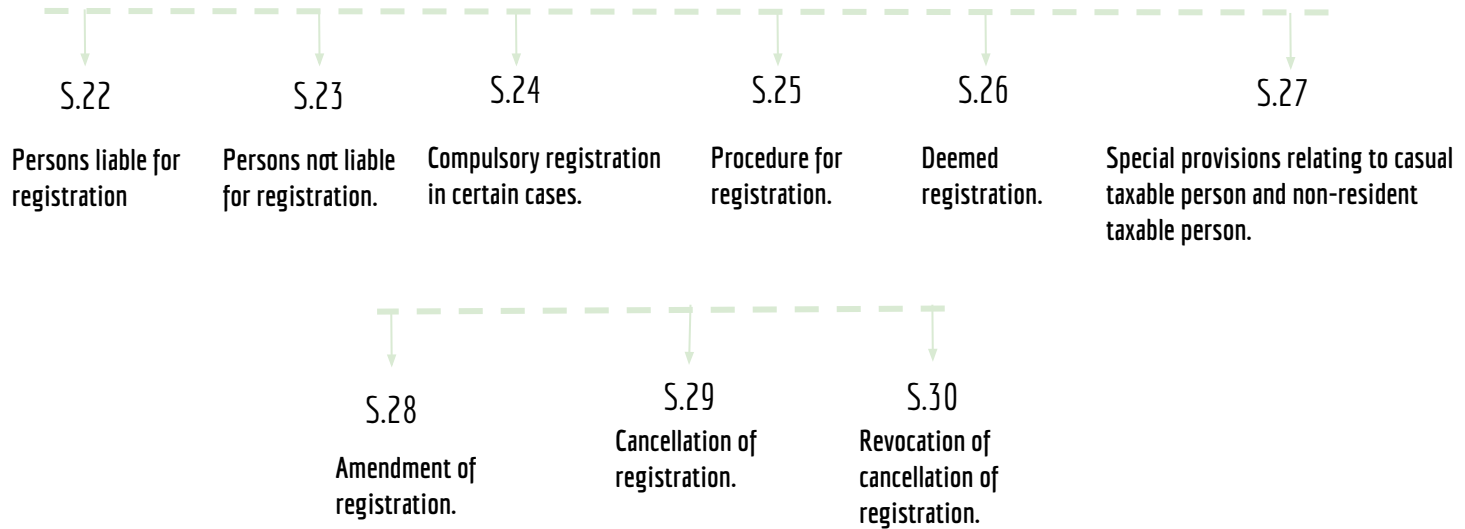 S.22
Persons liable for
registration
S.23
Persons not liable
for registration.
S.24
Compulsory registration
in certain cases.
S.25
Procedure for
registration.
S.26
Deemed
registration.
S.27
Special provisions relating to casual
taxable person and non-resident
taxable person.
S.28
Amendment of
registration.
S.29
Cancellation of
registration.
S.30
Revocation of
cancellation of
registration.